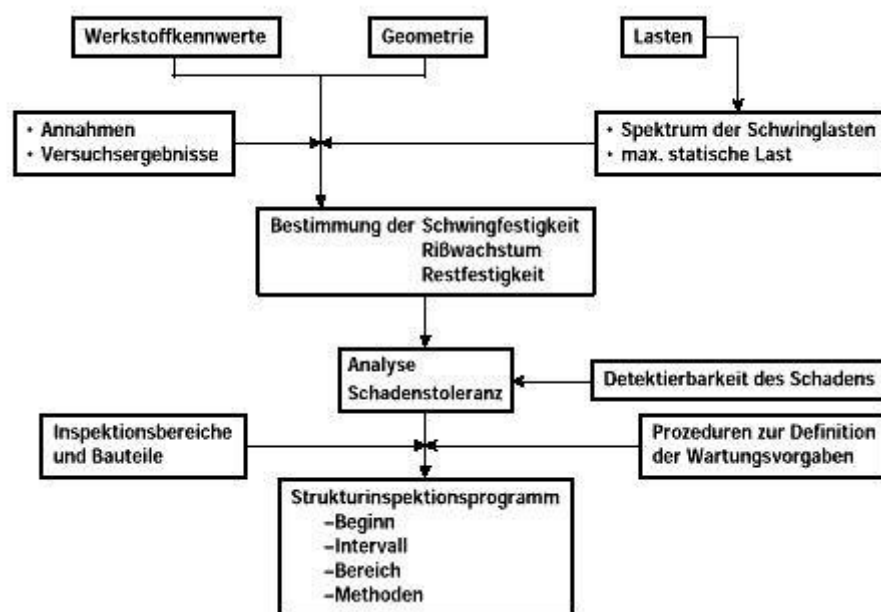 Werkstoffkennwerte
Geometrie
Lasten
• Annahmen
• Versuchsergebnisse
• Spektrum der Schwinglasten
• max. statische Last
Bestimmung der Schwingfestigkeit
Rißwachstum
Restfestigkeit
Analyse
Schadenstoleranz
Detektierbarkeit des Schadens
Inspektionsbereiche
und Bauteile
Prozeduren zur Definition
der Wartungsvorgaben
Strukturinspektionsprogramm
–Beginn
–Intervall
–Bereich
–Methoden